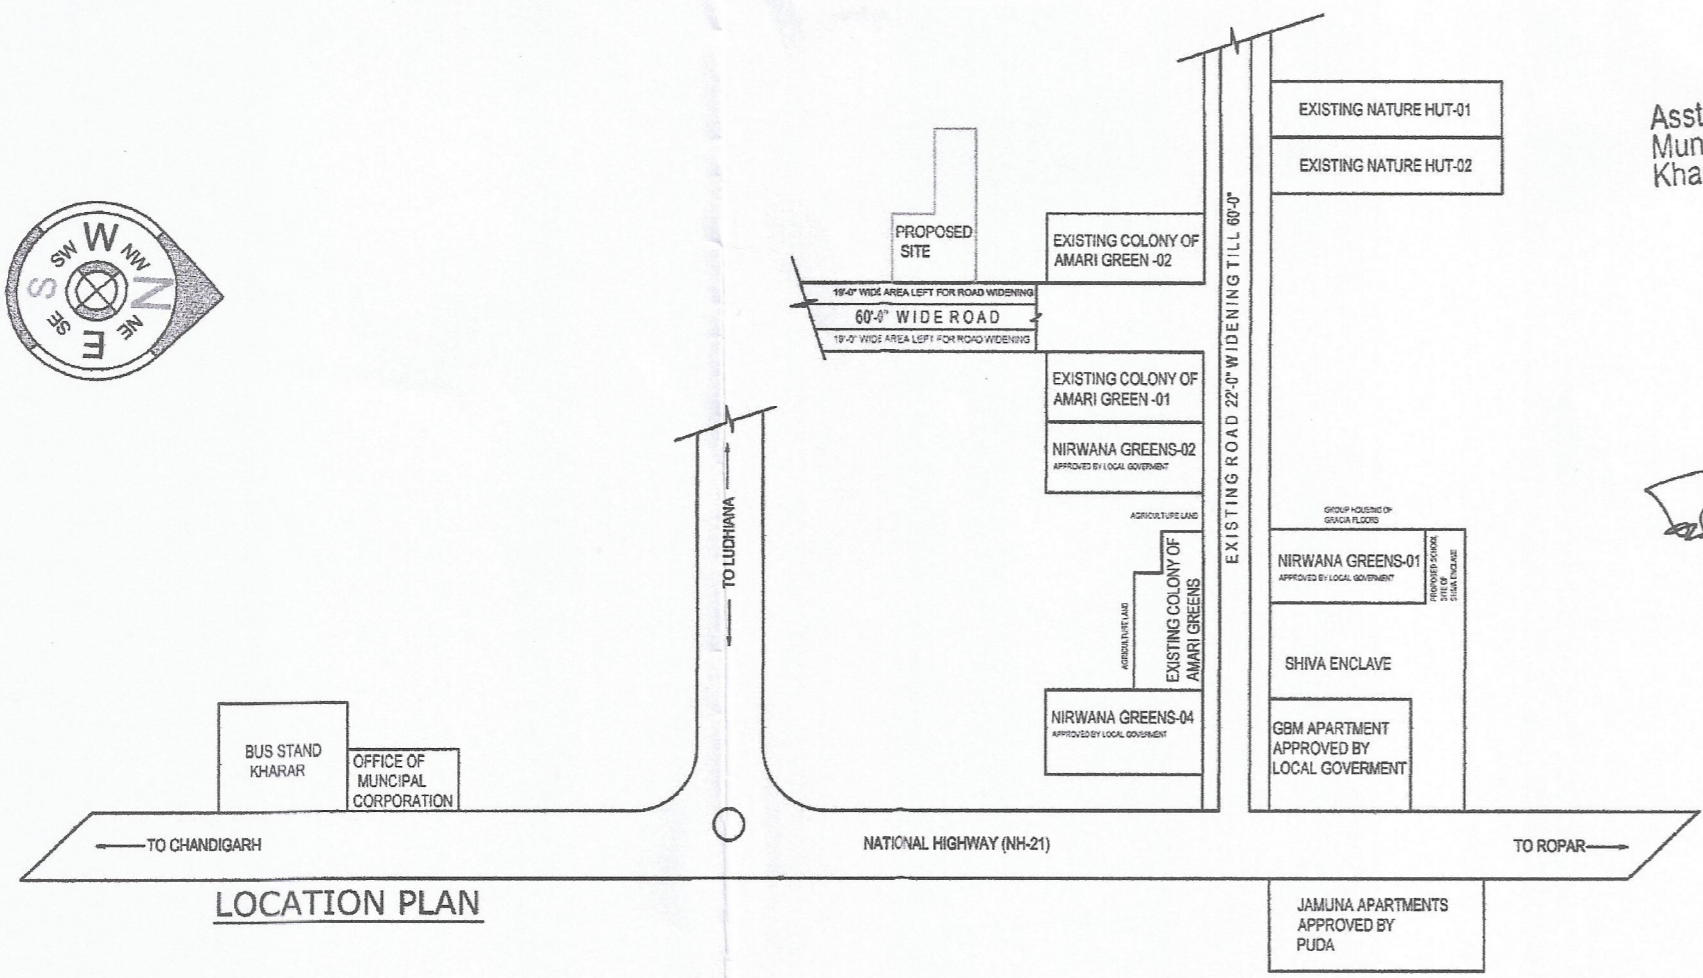 EXISTING NATURE HUT-01
EXISTING NATURE HUT-02
Asst
Mun
Kha
W
NW
N
NE
E
SE
S
SW
PROPOSED
SITE
EXISTING COLONY OF
AMARI GREEN -02
19'-0" WIDE AREA LEFT FOR ROAD WIDENING
60'-0" WIDE ROAD
19'-0" WIDE AREA LEFT FOR ROAD WIDENING
EXISTING COLONY OF
AMARI GREEN -01
NIRWANA GREENS-02
APPROVED BY LOCAL GOVERMENT
EXISTING ROAD 22'-0" WIDENING TILL 60'-0"
AGRICULTURE LAND
AGRICULTURE LAND
EXISTING COLONY OF
AMARI GREENS
NIRWANA GREENS-04
APPROVED BY LOCAL GOVERMENT
GROUP HOUSING OF
GRACIA FLOORS
NIRWANA GREENS-01
APPROVED BY LOCAL GOVERMENT
PROPOSED SCHOOL
SITE OF
SHIVA ENCLAVE
SHIVA ENCLAVE
GBM APARTMENT
APPROVED BY
LOCAL GOVERMENT
TO LUDHIANA
BUS STAND
KHARAR
OFFICE OF
MUNCIPAL
CORPORATION
TO CHANDIGARH
NATIONAL HIGHWAY (NH-21)
TO ROPAR
LOCATION PLAN
JAMUNA APARTMENTS
APPROVED BY
PUDA